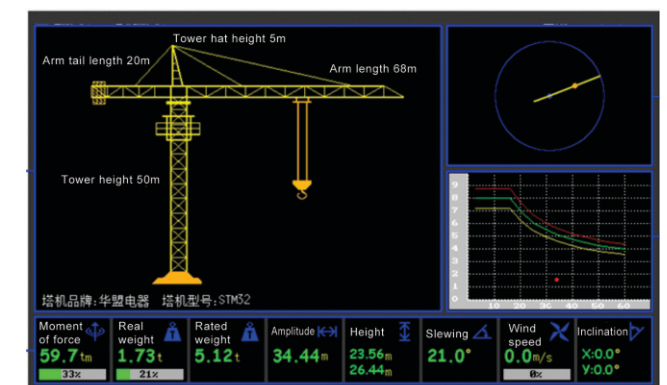 Tower hat height 5m
Arm tail length 20m
Arm length 68m
Tower height 50m
塔机品牌:华盟电器 塔机型号:STM32
9
8
7
6
5
4
3
2
1
0
10 20 30 40 50 60
Moment of force
59.7tm
33%
Real weight
1.73t
21%
Rated weight
5.12t
Amplitude
34.44m
Height
23.56m
26.44m
Slewing
21.0°
Wind speed
0.0m/s
0%
Inclination
X:0.0°
Y:0.0°